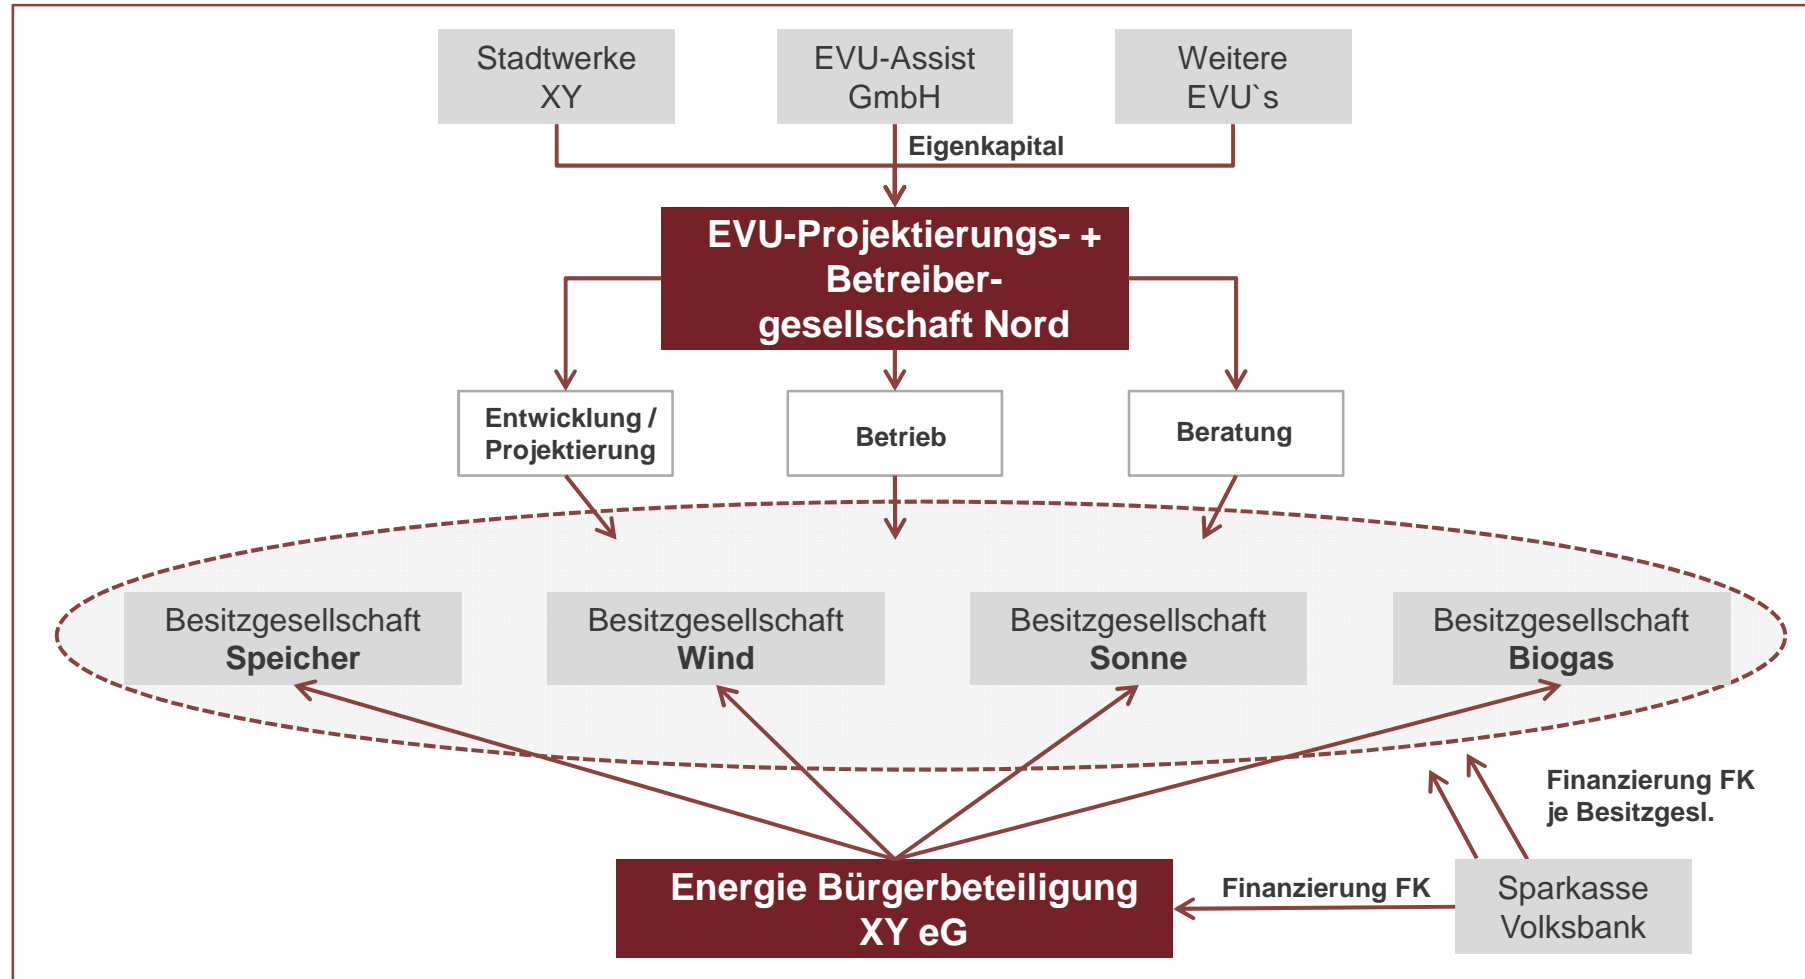 Stadtwerke
XY
EVU-Assist
GmbH
Weitere
EVU`s
Eigenkapital
EVU-Projektierungs- +
Betreiber-
gesellschaft Nord
Entwicklung /
Projektierung
Betrieb
Beratung
Besitzgesellschaft
Speicher
Besitzgesellschaft
Wind
Besitzgesellschaft
Sonne
Besitzgesellschaft
Biogas
Finanzierung FK
je Besitzgesl.
Energie Bürgerbeteiligung
XY eG
Finanzierung FK
Sparkasse
Volksbank